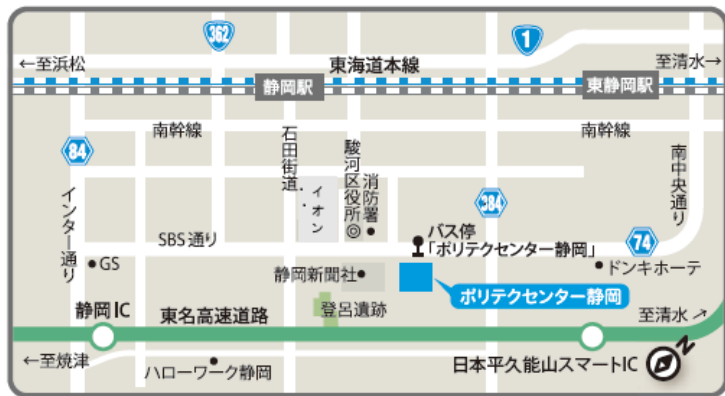 362
1
←至浜松
東海道本線
至清水→
静岡駅
東静岡駅
南幹線
南幹線
84
石田街道
駿河区役所
消防署
南中央通り
インター通り
イオン
384
バス停
「ポリテクセンター静岡」
SBS通り
74
GS
静岡新聞社
ドンキホーテ
ポリテクセンター静岡
静岡IC
東名高速道路
登呂遺跡
至清水↗
←至焼津
ハローワーク静岡
日本平久能山スマートIC
N